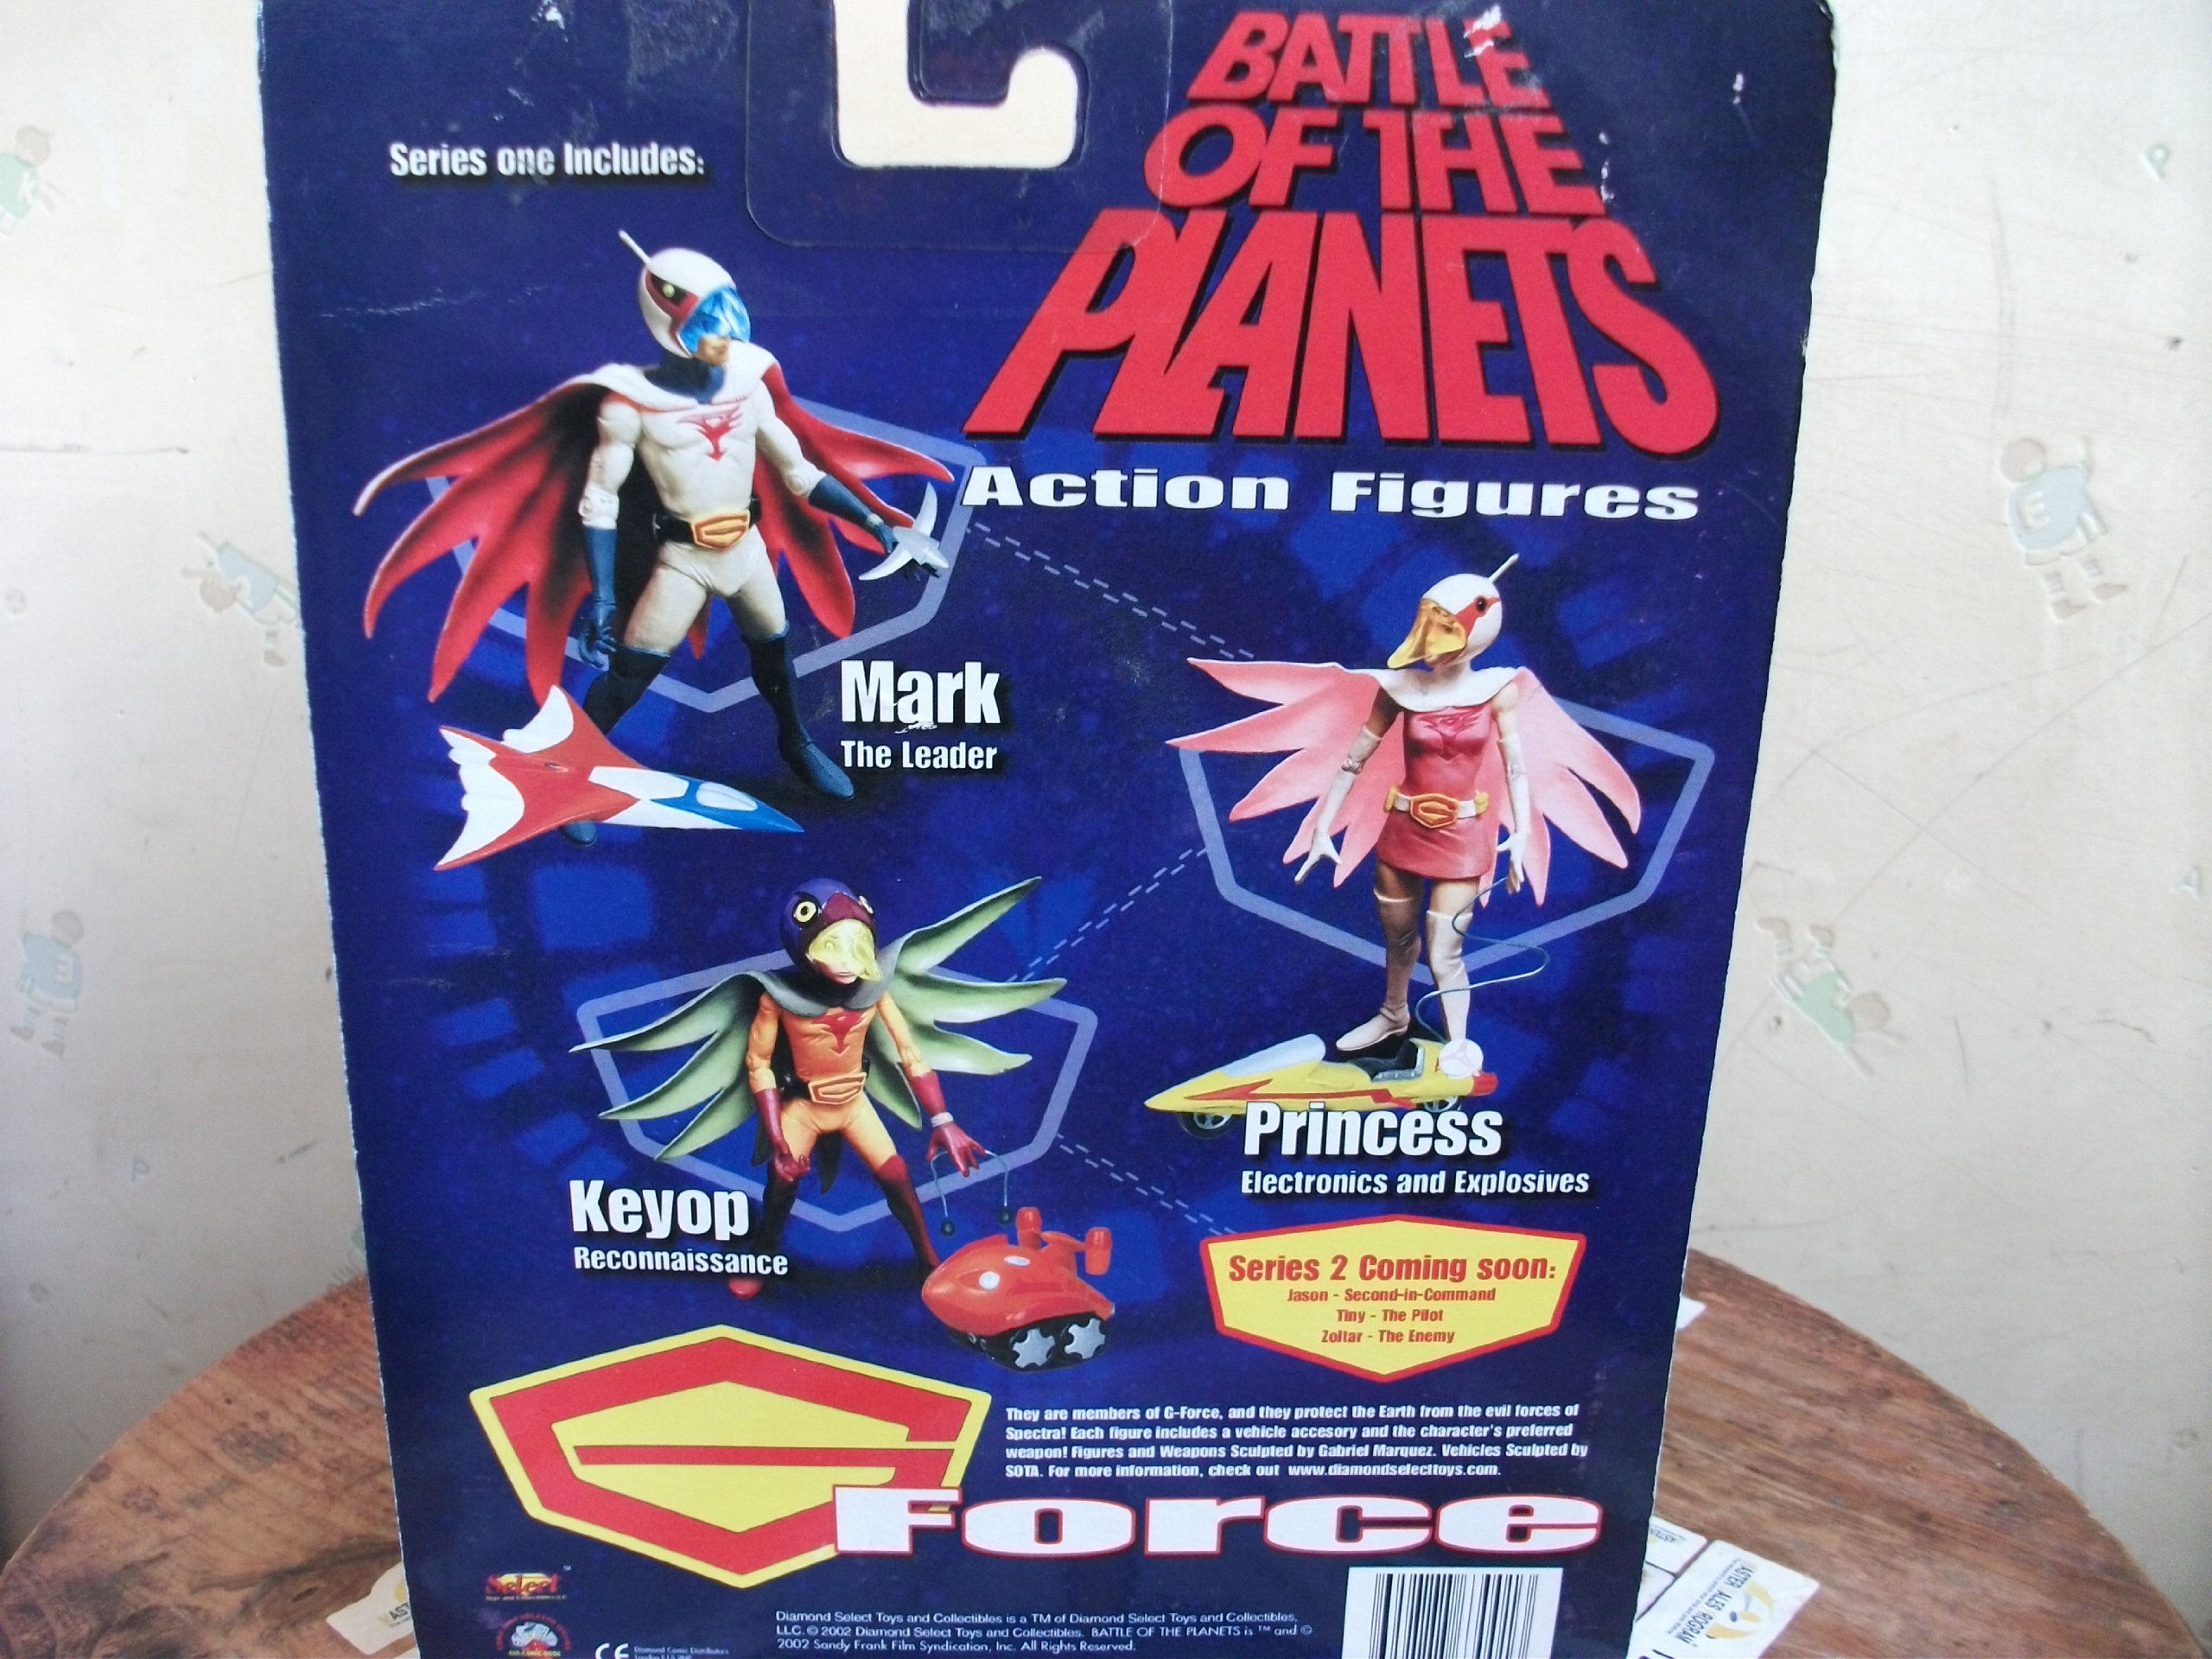 Series one Includes:
BATTLE
OF THE
PLANETS
Action Figures
Mark
The Leader
Princess
Electronics and Explosives
Keyop
Reconnaissance
Series 2 Coming soon:
Jason - Second-in-Command
Tiny - The Pilot
Zoltar - The Enemy
They are members of G-Force, and they protect the Earth from the evil forces of
Spectra! Each figure includes a vehicle accesory and the character's preferred
weapon! Figures and Weapons Sculpted by Gabriel Marquez. Vehicles Sculpted by
SOTA. For more information, check out www.diamondselecttoys.com.
G Force
Select
Diamond Select Toys and Collectibles is a TM of Diamond Select Toys and Collectibles,
LLC. © 2002 Diamond Select Toys and Collectibles. BATTLE OF THE PLANETS is ™ and ©
2002 Sandy Frank Film Syndication, Inc. All Rights Reserved.
CE
Diamond Comic Distributors